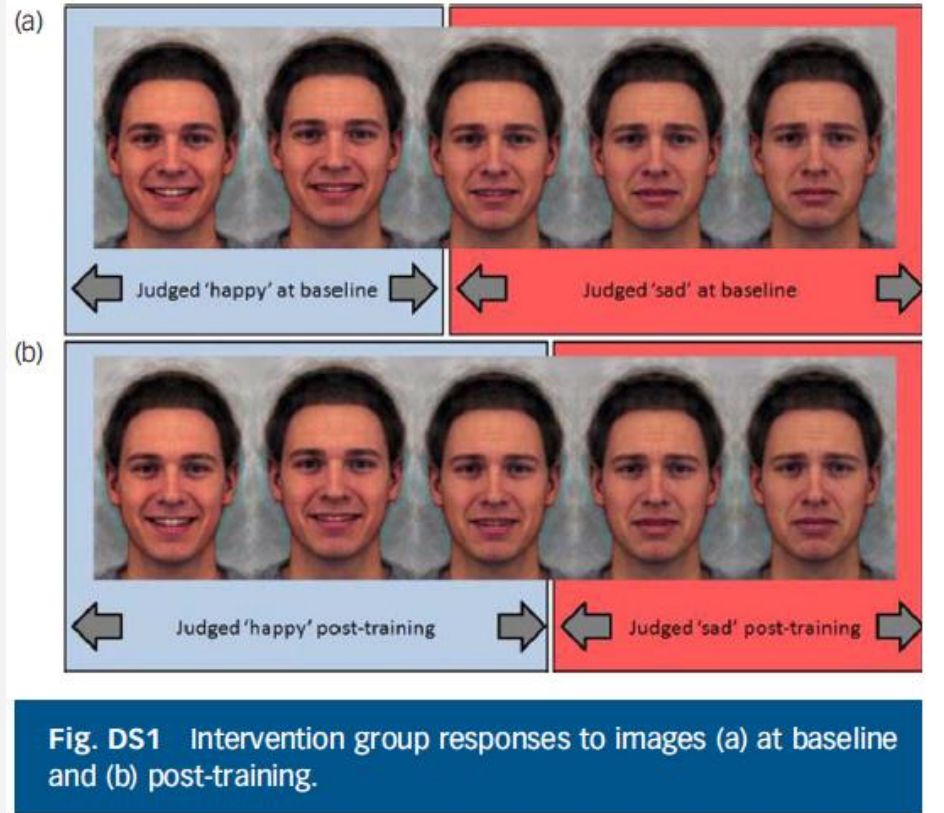 (a)
Judged 'happy' at baseline
Judged 'sad' at baseline
(b)
Judged 'happy' post-training
Judged 'sad' post-training
Fig. DS1 Intervention group responses to images (a) at baseline
and (b) post-training.